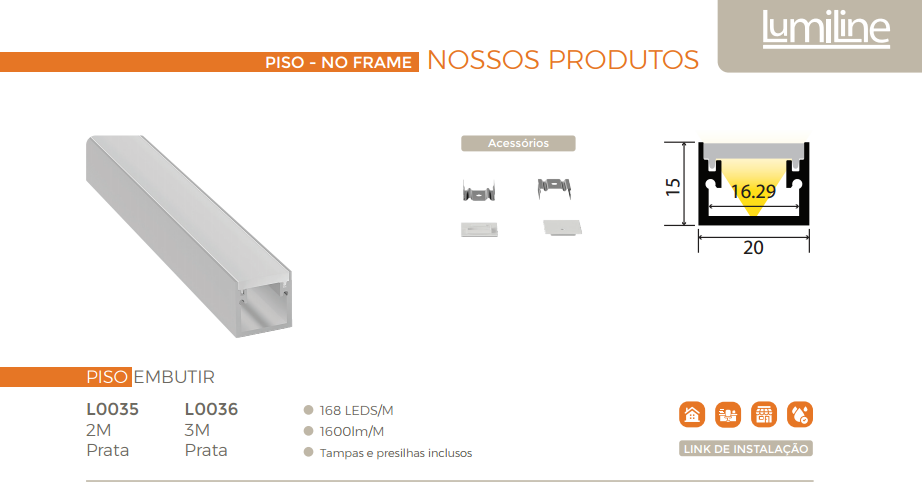 LumiLine
PISO - NO FRAME
NOSSOS PRODUTOS
Acessórios
15
16.29
20
PISO EMBUTIR
L0035
2M
Prata
L0036
3M
Prata
168 LEDS/M
1600lm/M
Tampas e presilhas inclusos
LINK DE INSTALAÇÃO